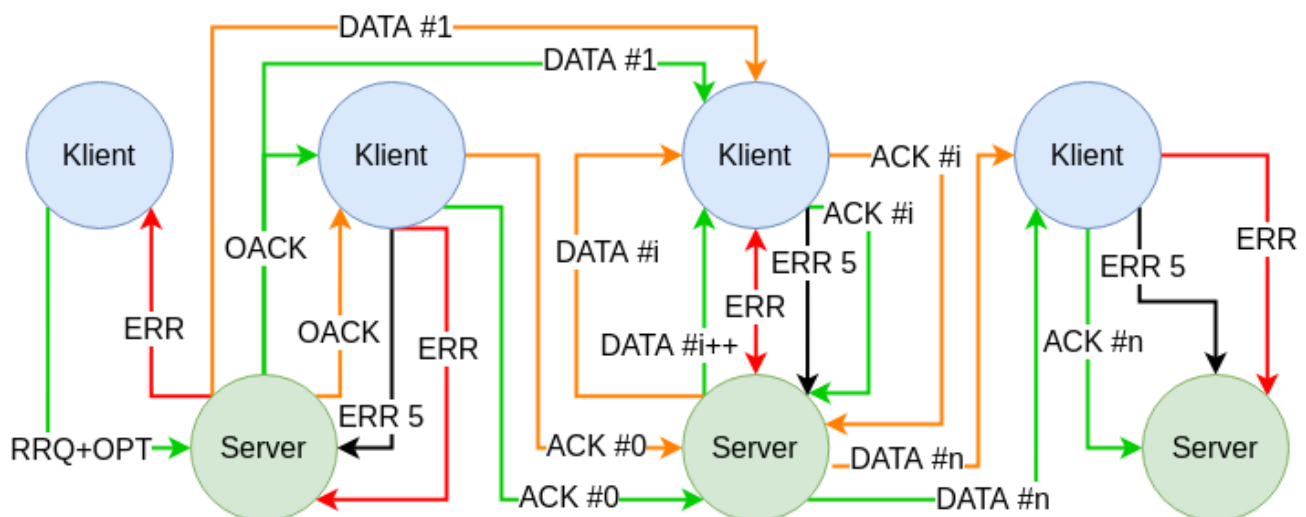 DATA #1
DATA #1
Klient
Klient
Klient
Klient
ACK #i
ACK #i
OACK
DATA #i
ERR 5
ERR 5
ERR
ERR
OACK
ERR
ERR
DATA #i++
ACK #n
ERR 5
RRQ+OPT
Server
ACK #0
Server
DATA #n
Server
ACK #0
DATA #n